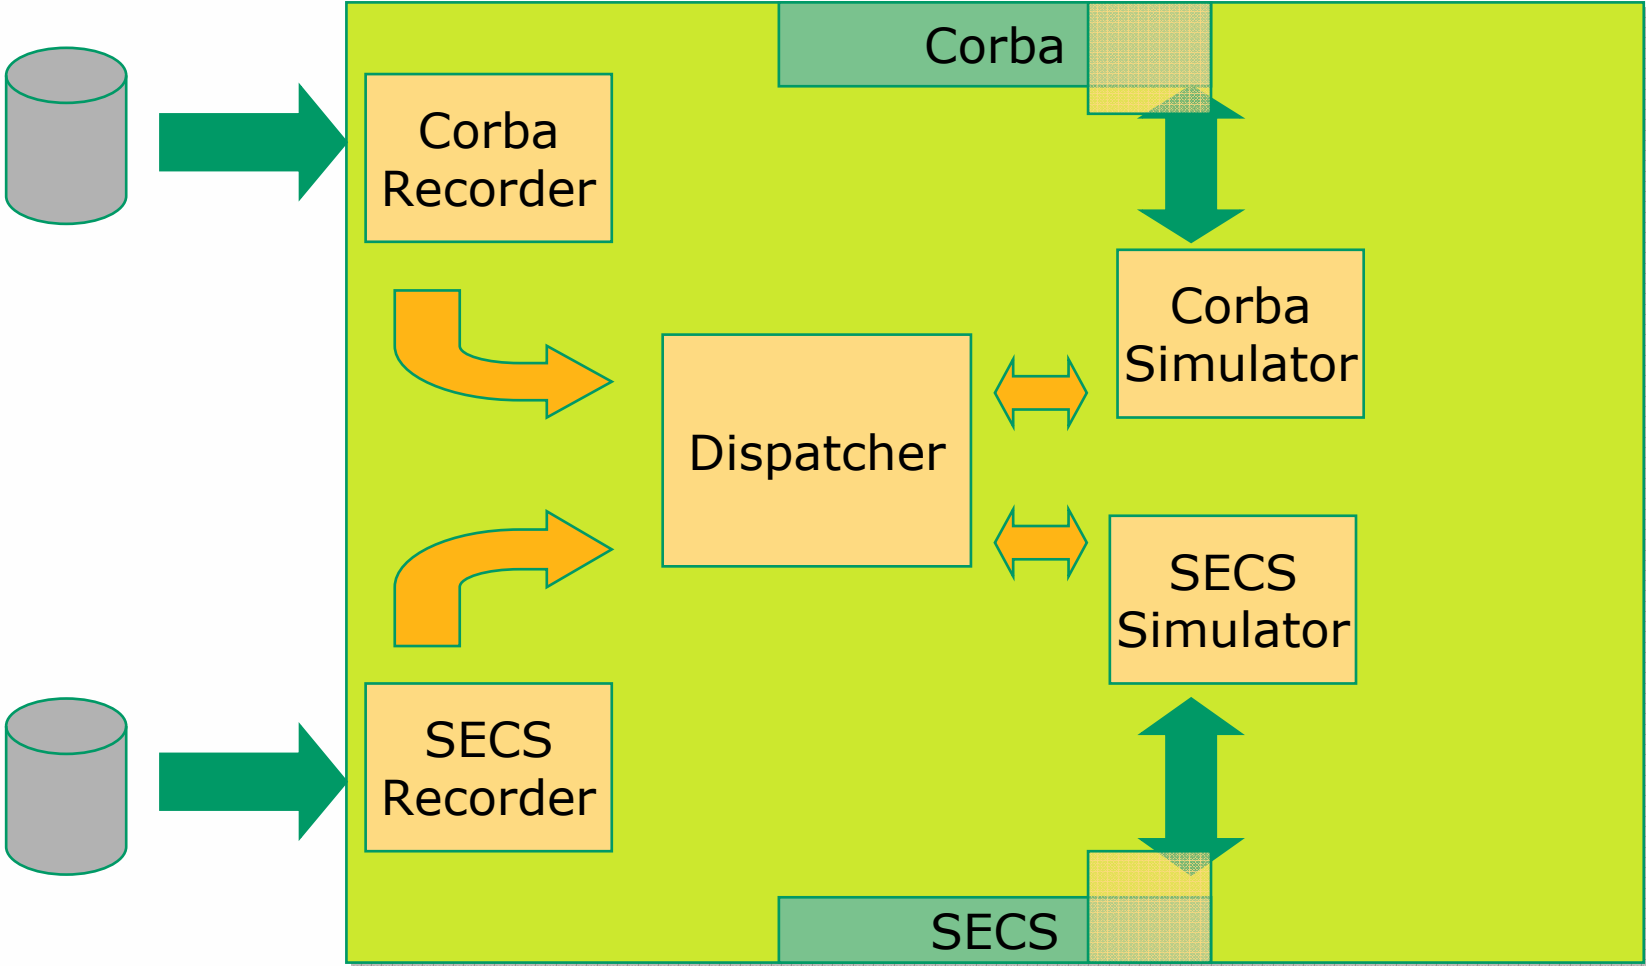 Corba
Corba
Recorder
Corba
Simulator
Dispatcher
SECS
Simulator
SECS
Recorder
SECS